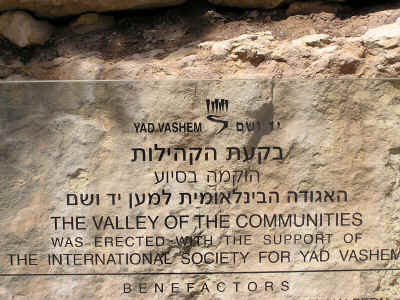 YAD VASHEM יד ושם
בקעת הקהילות
הוקמה בסיוע
האגודה הבינלאומית למען יד ושם
THE VALLEY OF THE COMMUNITIES
WAS ERECTED WITH THE SUPPORT OF
THE INTERNATIONAL SOCIETY FOR YAD VASHEM
BENEFACTORS